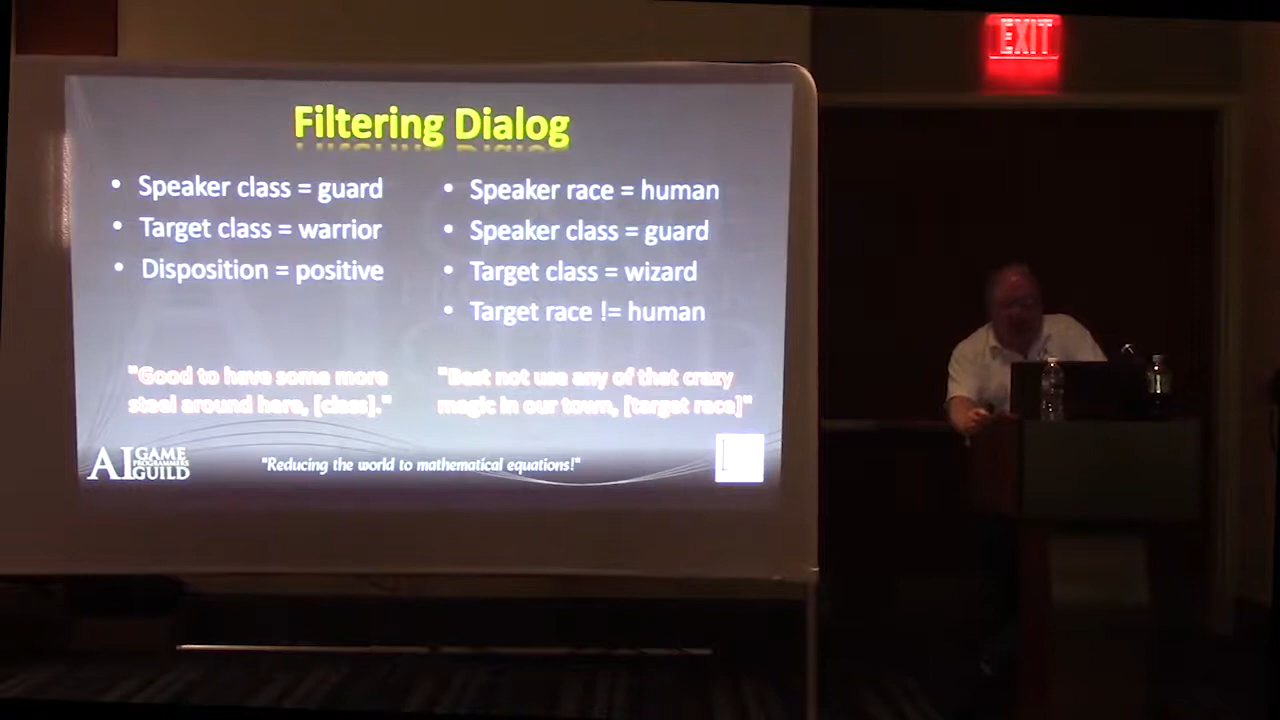 EXIT
Filtering Dialog
• Speaker class = guard
• Target class = warrior
• Disposition = positive
• Speaker race = human
• Speaker class = guard
• Target class = wizard
• Target race != human
"Good to have some more
steel around here, [class]."
"Best not use any of that crazy
magic in our town, [target race]"
AI GAME
PROGRAMMERS
GUILD
"Reducing the world to mathematical equations!"